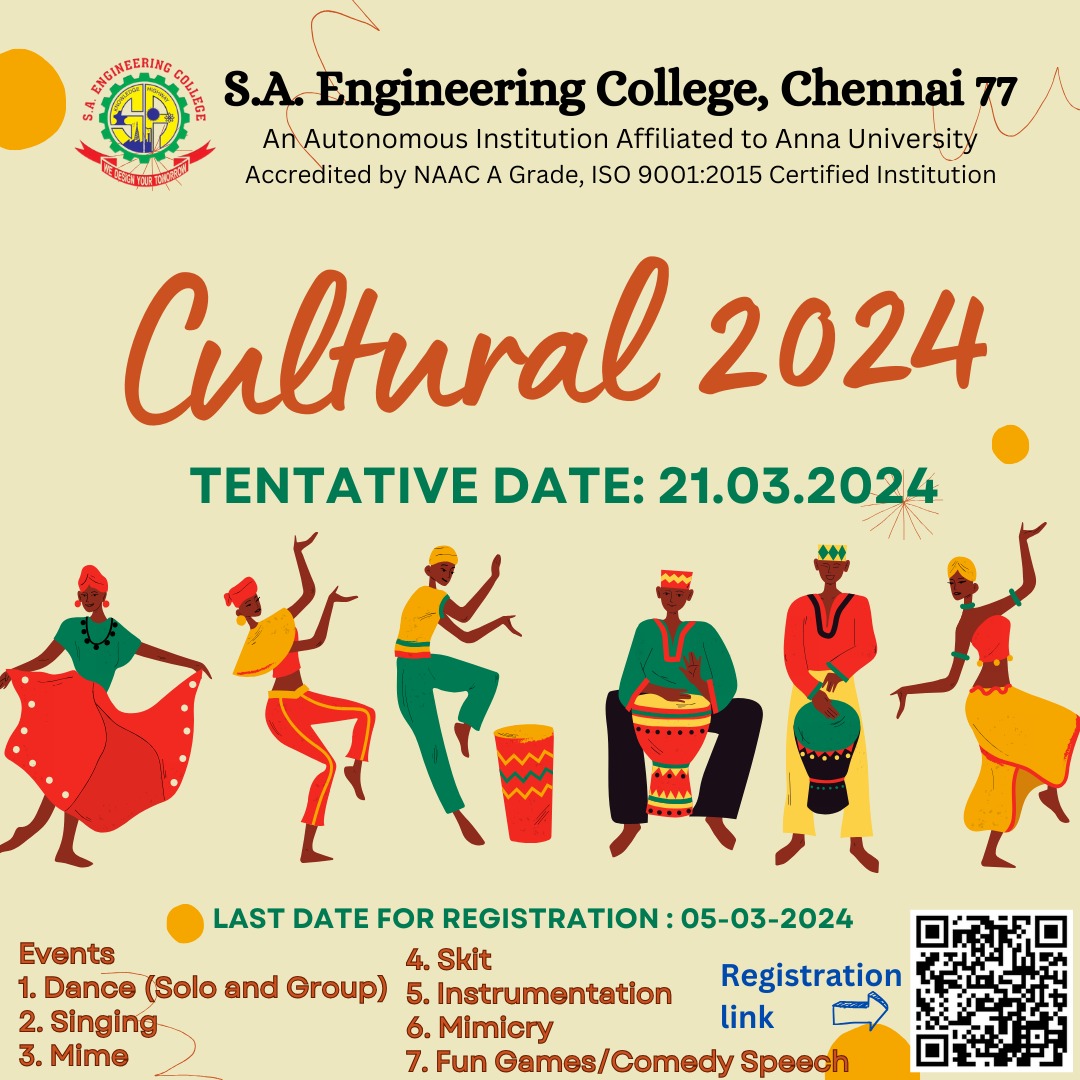 S.A. ENGINEERING COLLEGE
KNOWLEDGE HIGHWAY
WE DESIGN YOUR TOMORROW
S.A. Engineering College, Chennai 77
An Autonomous Institution Affiliated to Anna University
Accredited by NAAC A Grade, ISO 9001:2015 Certified Institution
Cultural 2024
TENTATIVE DATE: 21.03.2024
LAST DATE FOR REGISTRATION : 05-03-2024
Events
1. Dance (Solo and Group)
2. Singing
3. Mime
4. Skit
5. Instrumentation
6. Mimicry
7. Fun Games/Comedy Speech
Registration
link